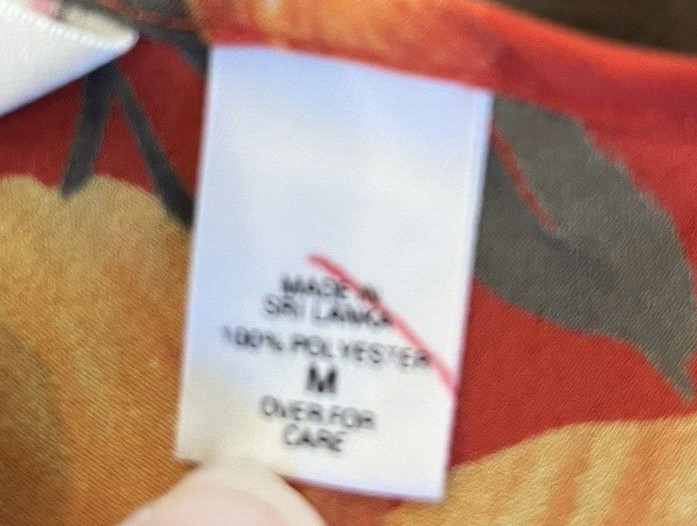 MADE IN
SRI LANKA
100% POLYESTER
M
OVER FOR
CARE